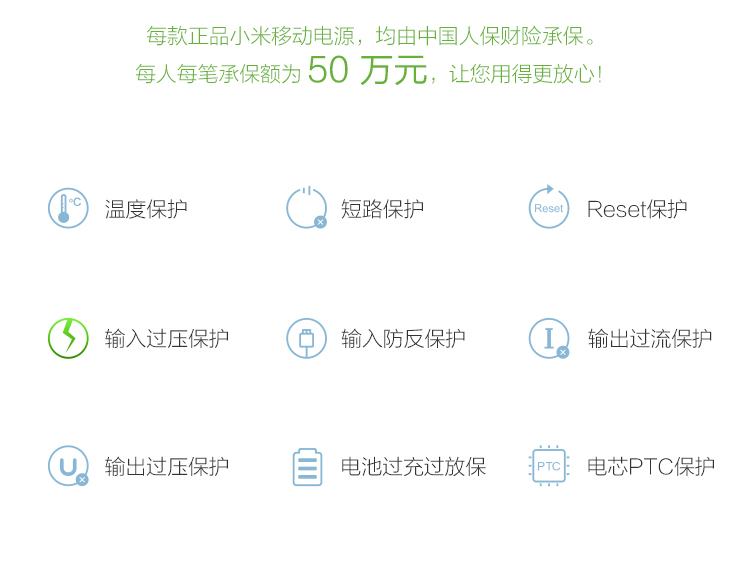 每款正品小米移动电源，均由中国人保财险承保。
每人每笔承保额为 50 万元，让您用得更放心！
°C 温度保护
短路保护
Reset Reset保护
输入过压保护
输入防反保护
I 输出过流保护
U 输出过压保护
电池过充过放保
PTC 电芯PTC保护